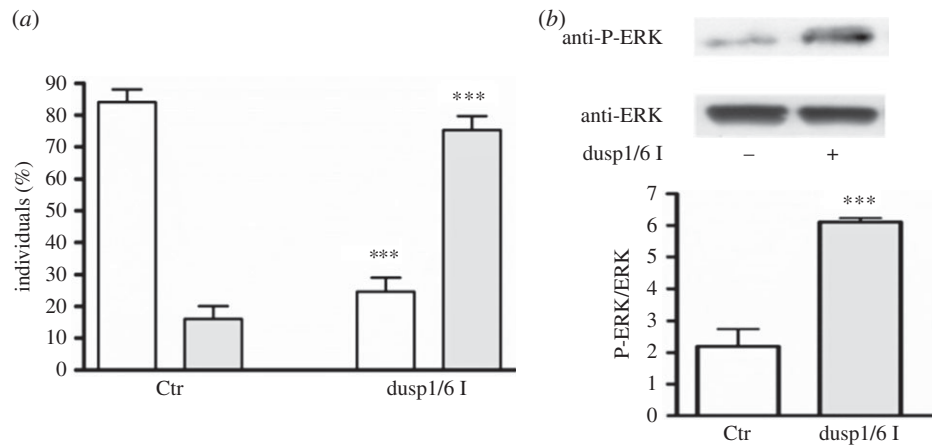 (a)
90
80
70
60
50
40
30
20
10
0
individuals (%)
***
***
Ctr
dusp1/6 I
(b)
anti-P-ERK
anti-ERK
dusp1/6 I – +
7
6
5
4
3
2
1
0
P-ERK/ERK
***
Ctr
dusp1/6 I